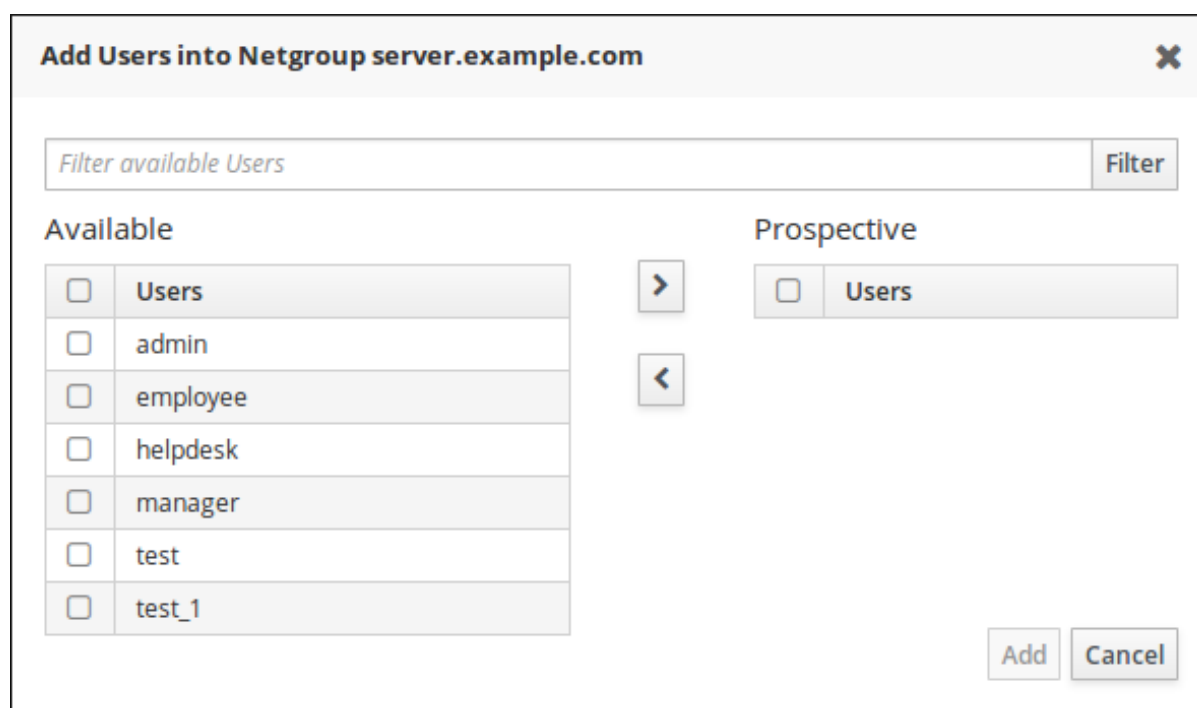 Add Users into Netgroup server.example.com
Filter available Users
Filter
Available
Prospective
Users
Users
admin
employee
helpdesk
manager
test
test_1
Add
Cancel